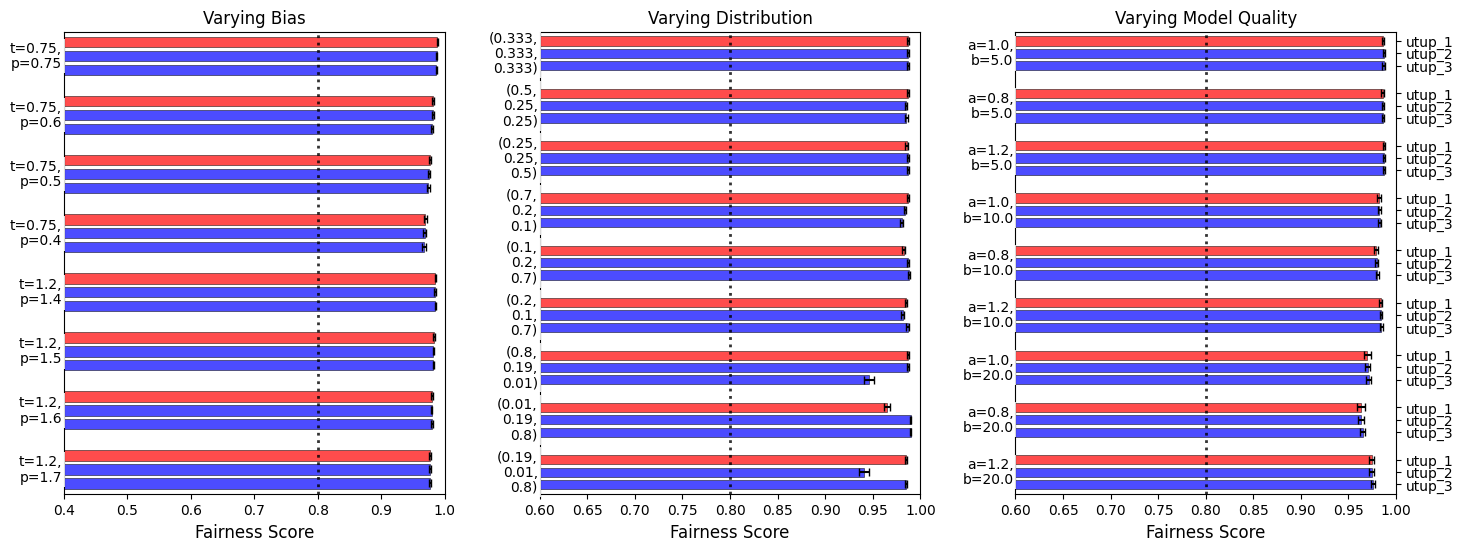 Varying Bias
t=0.75,
p=0.75
t=0.75,
p=0.6
t=0.75,
p=0.5
t=0.75,
p=0.4
t=1.2,
p=1.4
t=1.2,
p=1.5
t=1.2,
p=1.6
t=1.2,
p=1.7
0.4 0.5 0.6 0.7 0.8 0.9 1.0
Fairness Score
Varying Distribution
(0.333,
0.333,
0.333)
(0.5,
0.25,
0.25)
(0.25,
0.25,
0.5)
(0.7,
0.2,
0.1)
(0.1,
0.2,
0.7)
(0.2,
0.1,
0.7)
(0.8,
0.19,
0.01)
(0.01,
0.19,
0.8)
(0.19,
0.01,
0.8)
0.60 0.65 0.70 0.75 0.80 0.85 0.90 0.95 1.00
Fairness Score
Varying Model Quality
a=1.0,
b=5.0
a=0.8,
b=5.0
a=1.2,
b=5.0
a=1.0,
b=10.0
a=0.8,
b=10.0
a=1.2,
b=10.0
a=1.0,
b=20.0
a=0.8,
b=20.0
a=1.2,
b=20.0
utup_1
utup_2
utup_3
utup_1
utup_2
utup_3
utup_1
utup_2
utup_3
utup_1
utup_2
utup_3
utup_1
utup_2
utup_3
utup_1
utup_2
utup_3
utup_1
utup_2
utup_3
utup_1
utup_2
utup_3
utup_1
utup_2
utup_3
0.60 0.65 0.70 0.75 0.80 0.85 0.90 0.95 1.00
Fairness Score